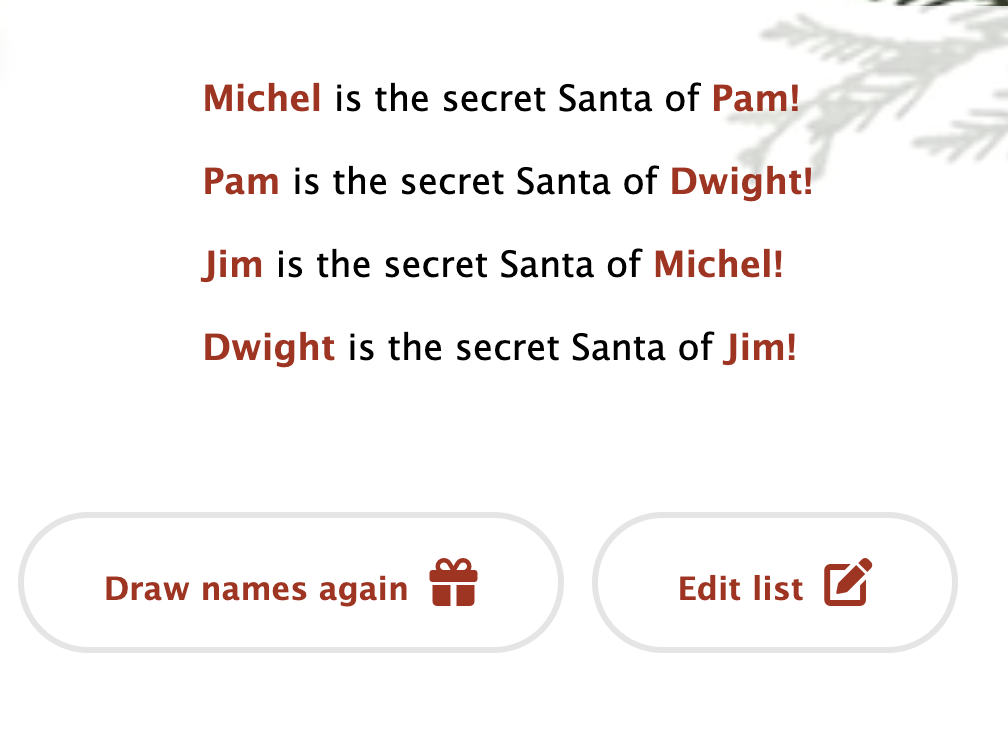 Michel is the secret Santa of Pam!
Pam is the secret Santa of Dwight!
Jim is the secret Santa of Michel!
Dwight is the secret Santa of Jim!
Draw names again
Edit list